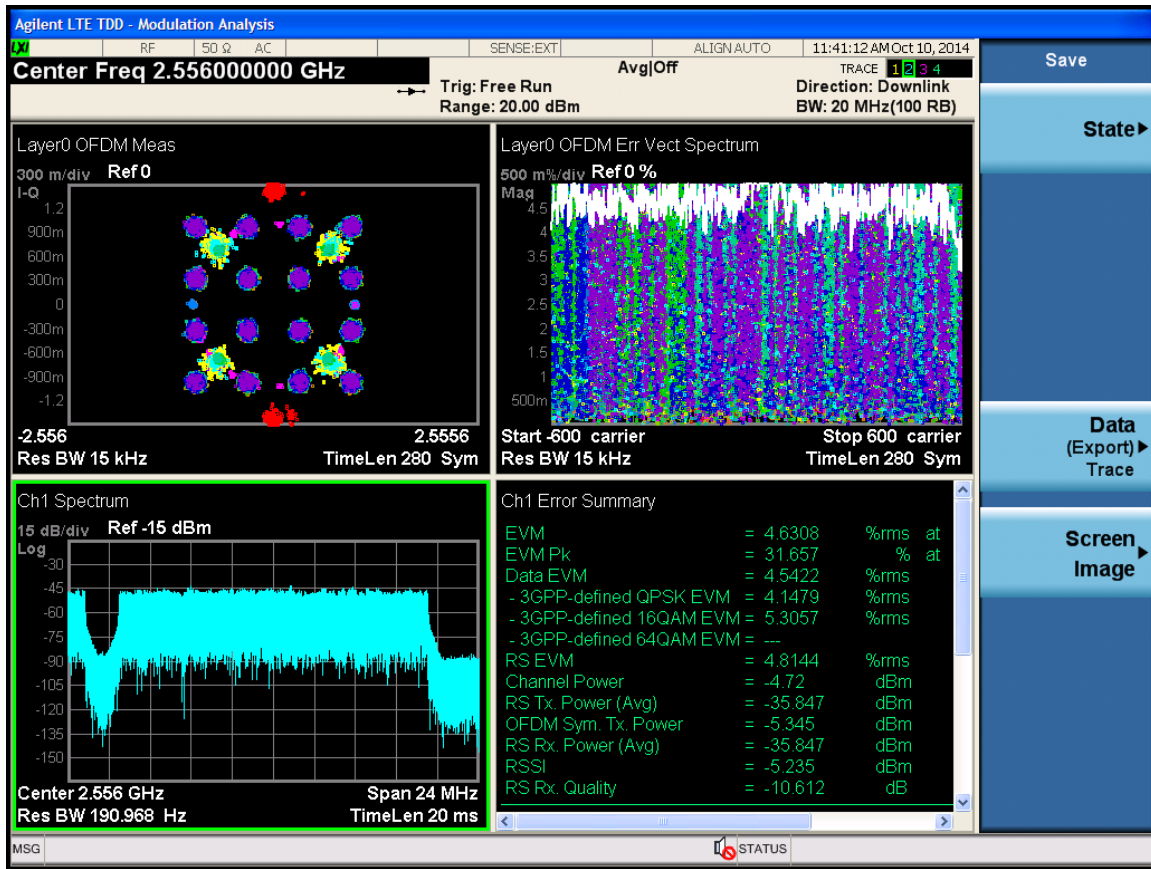 Agilent LTE TDD - Modulation Analysis
LXI RF 50 Ω AC SENSE:EXT ALIGN AUTO 11:41:12 AM Oct 10, 2014
Center Freq 2.556000000 GHz
Avg|Off
TRACE 1 2 3 4
Trig: Free Run
Direction: Downlink
Range: 20.00 dBm
BW: 20 MHz(100 RB)
Save
State
Data
(Export)
Trace
Screen
Image
Layer0 OFDM Meas
300 m/div Ref 0
I-Q
1.2
900m
600m
300m
0
-300m
-600m
-900m
-1.2
-2.556 2.5556
Res BW 15 kHz TimeLen 280 Sym
Layer0 OFDM Err Vect Spectrum
500 m%/div Ref 0 %
Mag
4.5
4
3.5
3
2.5
2
1.5
1
500m
Start -600 carrier Stop 600 carrier
Res BW 15 kHz TimeLen 280 Sym
Ch1 Spectrum
15 dB/div Ref -15 dBm
Log
-30
-45
-60
-75
-90
-105
-120
-135
-150
Center 2.556 GHz Span 24 MHz
Res BW 190.968 Hz TimeLen 20 ms
Ch1 Error Summary
EVM = 4.6308 %rms at
EVM Pk = 31.657 % at
Data EVM = 4.5422 %rms
- 3GPP-defined QPSK EVM = 4.1479 %rms
- 3GPP-defined 16QAM EVM = 5.3057 %rms
- 3GPP-defined 64QAM EVM = ---
RS EVM = 4.8144 %rms
Channel Power = -4.72 dBm
RS Tx. Power (Avg) = -35.847 dBm
OFDM Sym. Tx. Power = -5.345 dBm
RS Rx. Power (Avg) = -35.847 dBm
RSSI = -5.235 dBm
RS Rx. Quality = -10.612 dB
MSG STATUS